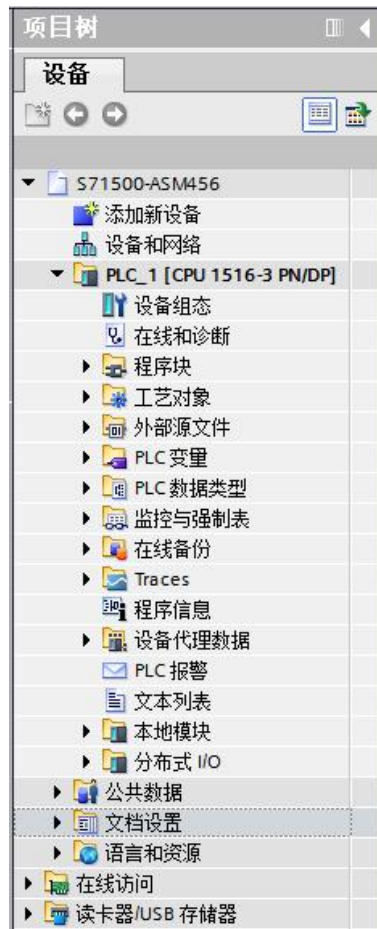 项目树
设备
S71500-ASM456
添加新设备
设备和网络
PLC_1 [CPU 1516-3 PN/DP]
设备组态
在线和诊断
程序块
工艺对象
外部源文件
PLC 变量
PLC 数据类型
监控与强制表
在线备份
Traces
程序信息
设备代理数据
PLC 报警
文本列表
本地模块
分布式 I/O
公共数据
文档设置
语言和资源
在线访问
读卡器/USB 存储器